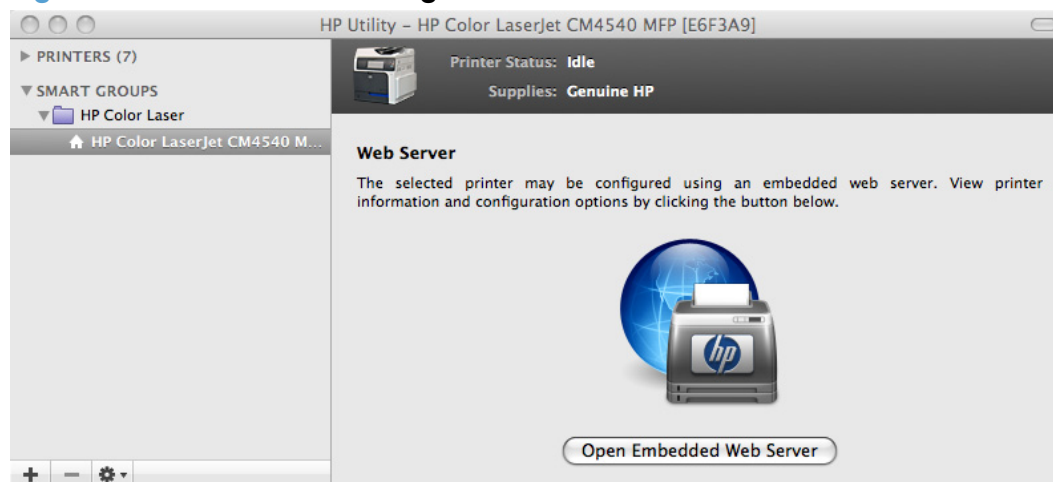 HP Utility – HP Color LaserJet CM4540 MFP [E6F3A9]
PRINTERS (7)
SMART GROUPS
HP Color Laser
HP Color LaserJet CM4540 M...
Printer Status: Idle
Supplies: Genuine HP
Web Server
The selected printer may be configured using an embedded web server. View printer
information and configuration options by clicking the button below.
hp
Open Embedded Web Server